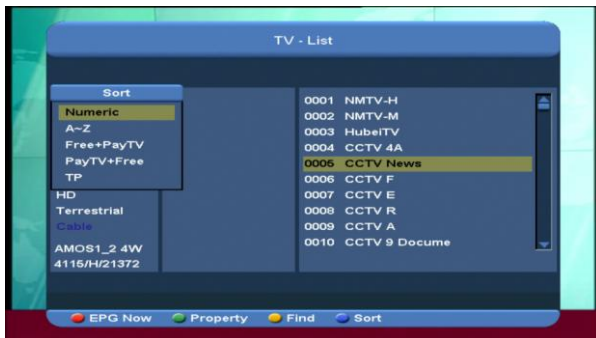 TV - List
Sort
Numeric
A~Z
Free+PayTV
PayTV+Free
TP
HD
Terrestrial
Cable
AMOS1_2 4W
4115/H/21372
0001 NMTV-H
0002 NMTV-M
0003 HubeiTV
0004 CCTV 4A
0005 CCTV News
0006 CCTV F
0007 CCTV E
0008 CCTV R
0009 CCTV A
0010 CCTV 9 Docume
EPG Now Property Find Sort